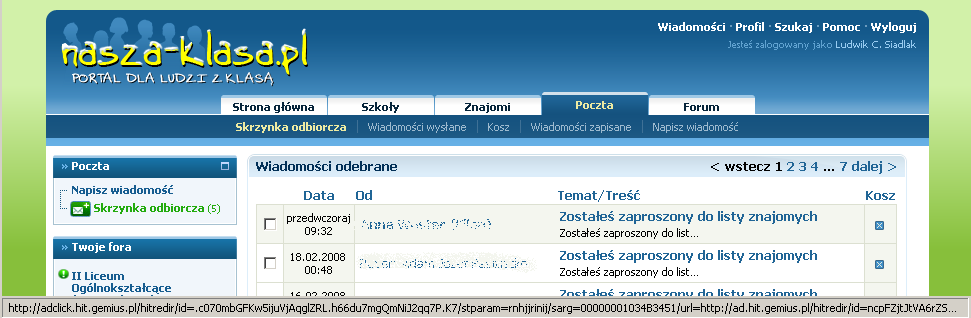 nasza-klasa.pl
PORTAL DLA LUDZI Z KLASĄ
Wiadomości · Profil · Szukaj · Pomoc · Wyloguj
Jesteś zalogowany jako Ludwik C. Siadlak
Strona główna Szkoły Znajomi Poczta Forum
Skrzynka odbiorcza Wiadomości wysłane Kosz Wiadomości zapisane Napisz wiadomość
» Poczta
Napisz wiadomość
Skrzynka odbiorcza (5)
» Twoje fora
II Liceum
Ogólnokształcące
Wiadomości odebrane < wstecz 1 2 3 4 ... 7 dalej >
Data Od Temat/Treść Kosz
przedwczoraj
09:32
Zostałeś zaproszony do listy znajomych
Zostałeś zaproszony do list...
18.02.2008
00:48
Zostałeś zaproszony do listy znajomych
Zostałeś zaproszony do list...
16.02.2008
Zostałeś zaproszony do listy znajomych
http://adclick.hit.gemius.pl/hitredir/id=.c070mbGFKw5ijuVjAqglZRL.h66du7mgQmNiJ2qq7P.K7/stparam=rnhjjrinij/sarg=00000001034B3451/url=http://ad.hit.gemius.pl/hitredir/id=ncpFZjtJtVA6rZS...